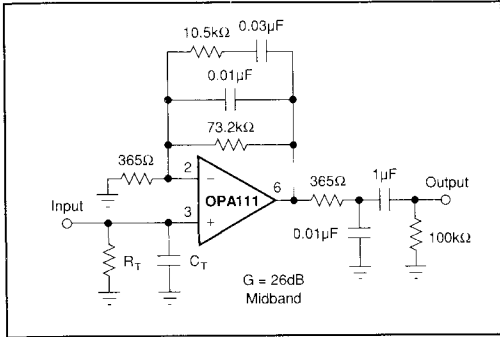 10.5kΩ
0.03µF
0.01µF
73.2kΩ
365Ω
2
−
OPA111
6
365Ω
1µF
Output
Input
3
+
0.01µF
100kΩ
R_T
C_T
G = 26dB
Midband